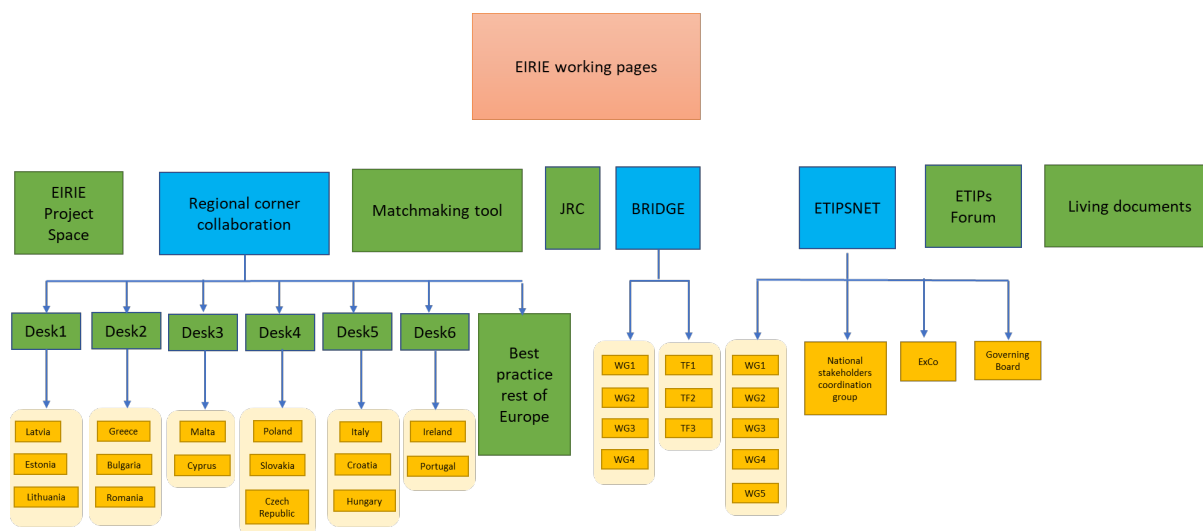 EIRIE working pages
EIRIE
Project
Space
Regional corner
collaboration
Matchmaking tool
JRC
BRIDGE
ETIPSNET
ETIPs
Forum
Living documents
Desk1
Desk2
Desk3
Desk4
Desk5
Desk6
Best
practice
rest of
Europe
Latvia
Estonia
Lithuania
Greece
Bulgaria
Romania
Malta
Cyprus
Poland
Slovakia
Czech
Republic
Italy
Croatia
Hungary
Ireland
Portugal
WG1
WG2
WG3
WG4
TF1
TF2
TF3
WG1
WG2
WG3
WG4
WG5
National
stakeholders
coordination
group
ExCo
Governing
Board